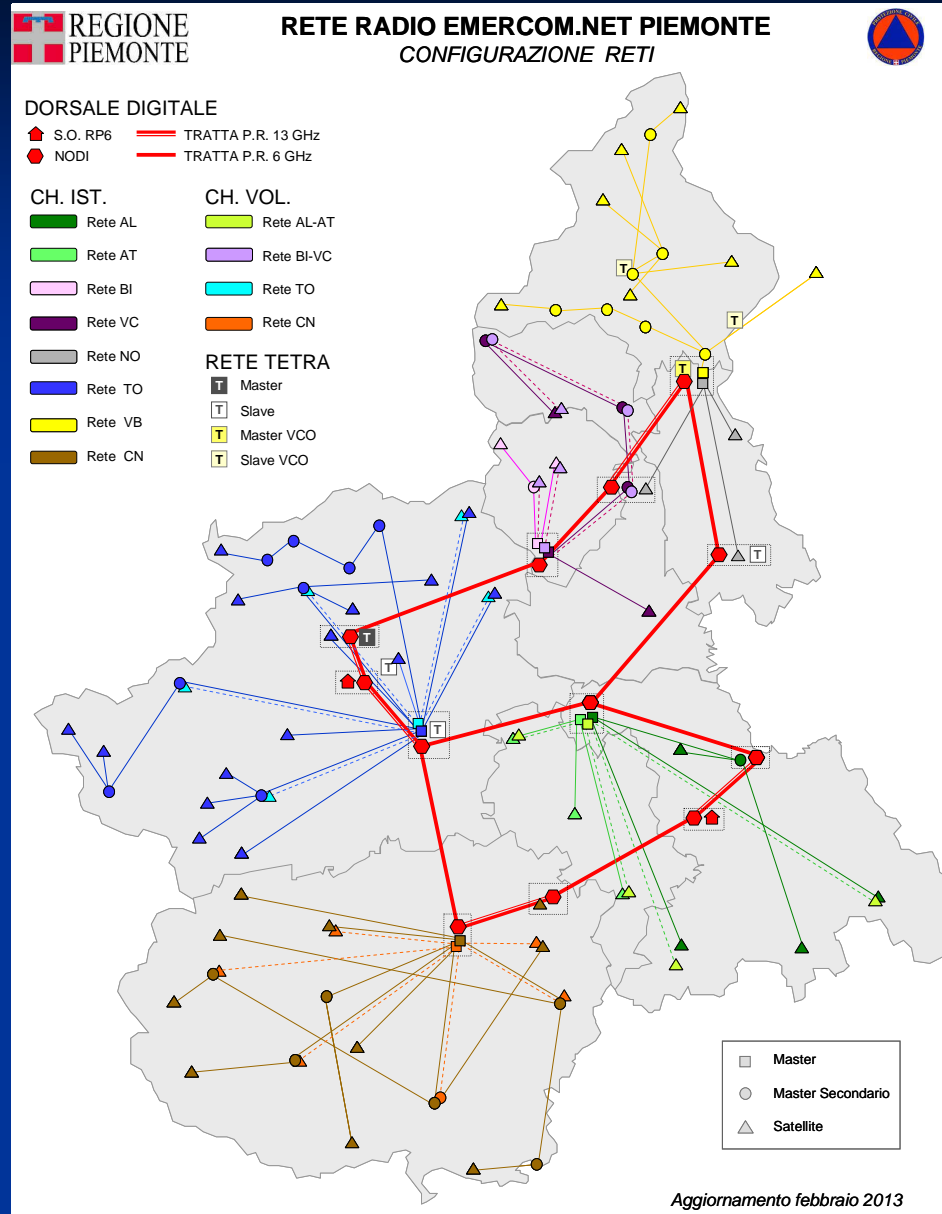 REGIONE
PIEMONTE
RETE RADIO EMERCOM.NET PIEMONTE
CONFIGURAZIONE RETI
DORSALE DIGITALE
S.O. RP6
TRATTA P.R. 13 GHz
NODI
TRATTA P.R. 6 GHz
CH. IST.
Rete AL
Rete AT
Rete BI
Rete VC
Rete NO
Rete TO
Rete VB
Rete CN
CH. VOL.
Rete AL-AT
Rete BI-VC
Rete TO
Rete CN
RETE TETRA
T Master
T Slave
T Master VCO
T Slave VCO
T
T
T
T
T
T
T
Master
Master Secondario
Satellite
Aggiornamento febbraio 2013